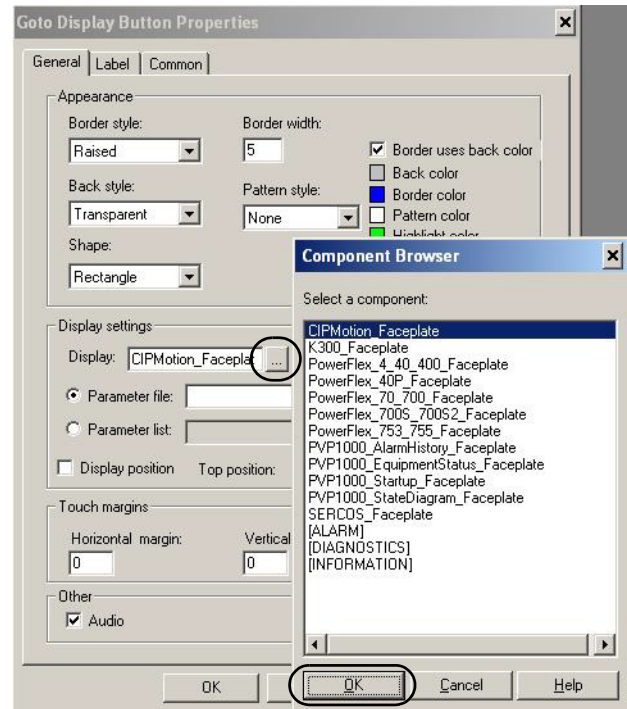 Goto Display Button Properties
General Label Common
Appearance
Border style: Border width:
Raised 5 Border uses back color
Back color
Back style: Pattern style: Border color
Transparent None Pattern color
Highlight color
Shape:
Rectangle
Display settings
Display: CIPMotion_Faceplat ...
Parameter file:
Parameter list:
Display position Top position:
Touch margins
Horizontal margin: Vertical
0 0
Other
Audio
OK
Component Browser
Select a component:
CIPMotion_Faceplate
K300_Faceplate
PowerFlex_4_40_400_Faceplate
PowerFlex_40P_Faceplate
PowerFlex_70_700_Faceplate
PowerFlex_700S_700S2_Faceplate
PowerFlex_753_755_Faceplate
PVP1000_AlarmHistory_Faceplate
PVP1000_EquipmentStatus_Faceplate
PVP1000_Startup_Faceplate
PVP1000_StateDiagram_Faceplate
SERCOS_Faceplate
[ALARM]
[DIAGNOSTICS]
[INFORMATION]
OK Cancel Help